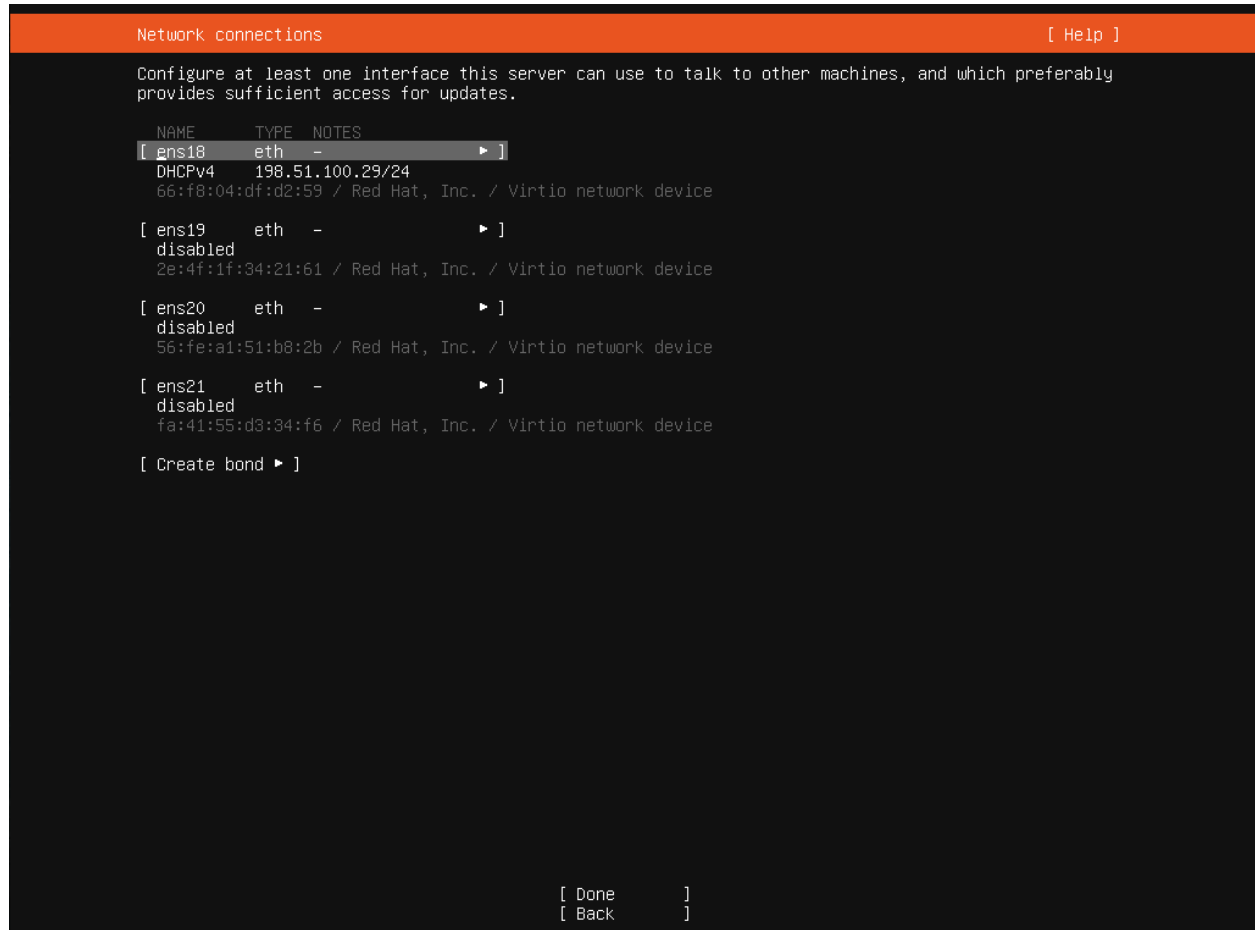 Network connections [ Help ]
Configure at least one interface this server can use to talk to other machines, and which preferably
provides sufficient access for updates.
NAME TYPE NOTES
[ ens18 eth – ▸ ]
DHCPv4 198.51.100.29/24
66:f8:04:df:d2:59 / Red Hat, Inc. / Virtio network device
[ ens19 eth – ▸ ]
disabled
2e:4f:1f:34:21:61 / Red Hat, Inc. / Virtio network device
[ ens20 eth – ▸ ]
disabled
56:fe:a1:51:b8:2b / Red Hat, Inc. / Virtio network device
[ ens21 eth – ▸ ]
disabled
fa:41:55:d3:34:f6 / Red Hat, Inc. / Virtio network device
[ Create bond ▸ ]
[ Done ]
[ Back ]